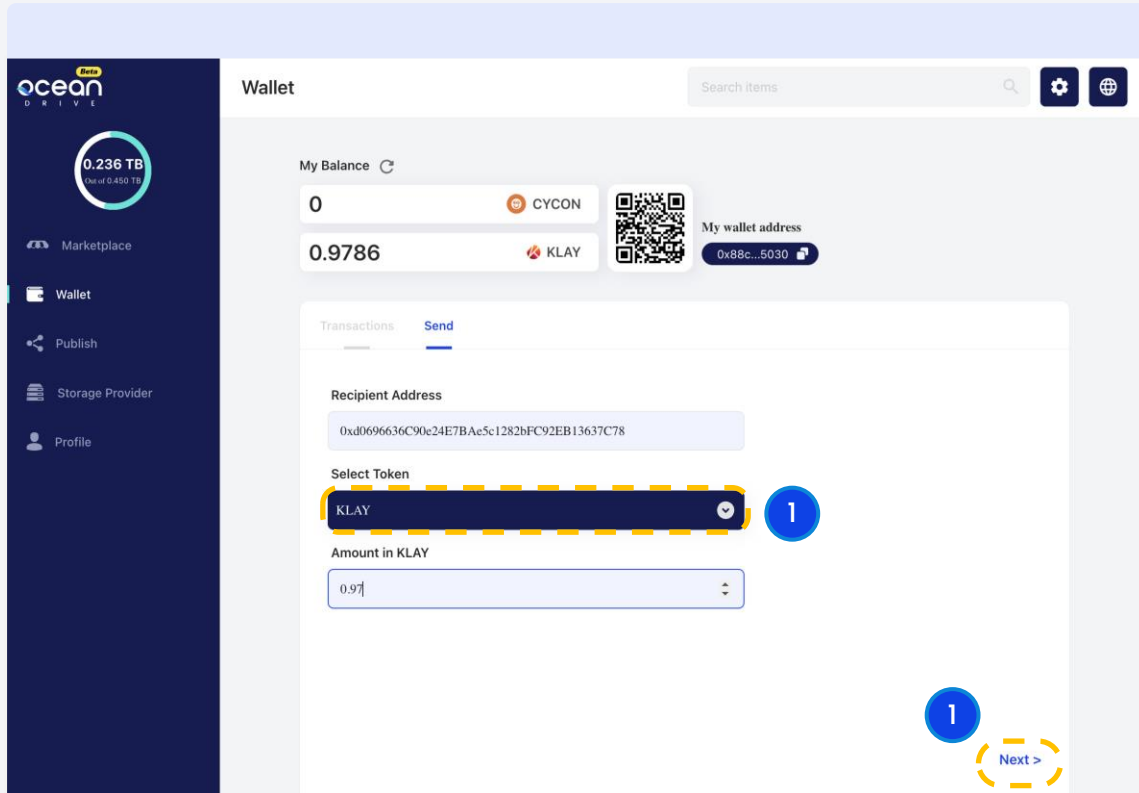 Beta
ocean
DRIVE
Wallet
Search items
0.236 TB
Out of 0.450 TB
Marketplace
Wallet
Publish
Storage Provider
Profile
My Balance
0 CYCON
0.9786 KLAY
My wallet address
0x88c...5030
Transactions Send
Recipient Address
0xd0696636C90e24E7BAe5c1282bFC92EB13637C78
Select Token
KLAY
1
Amount in KLAY
0.97
1
Next >